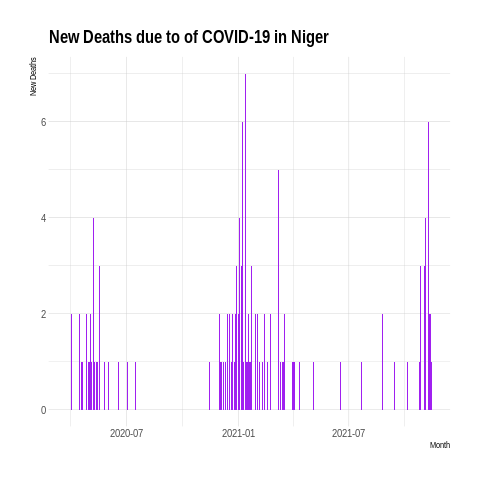 New Deaths due to of COVID-19 in Niger
New Deaths
6
4
2
0
2020-07
2021-01
2021-07
Month